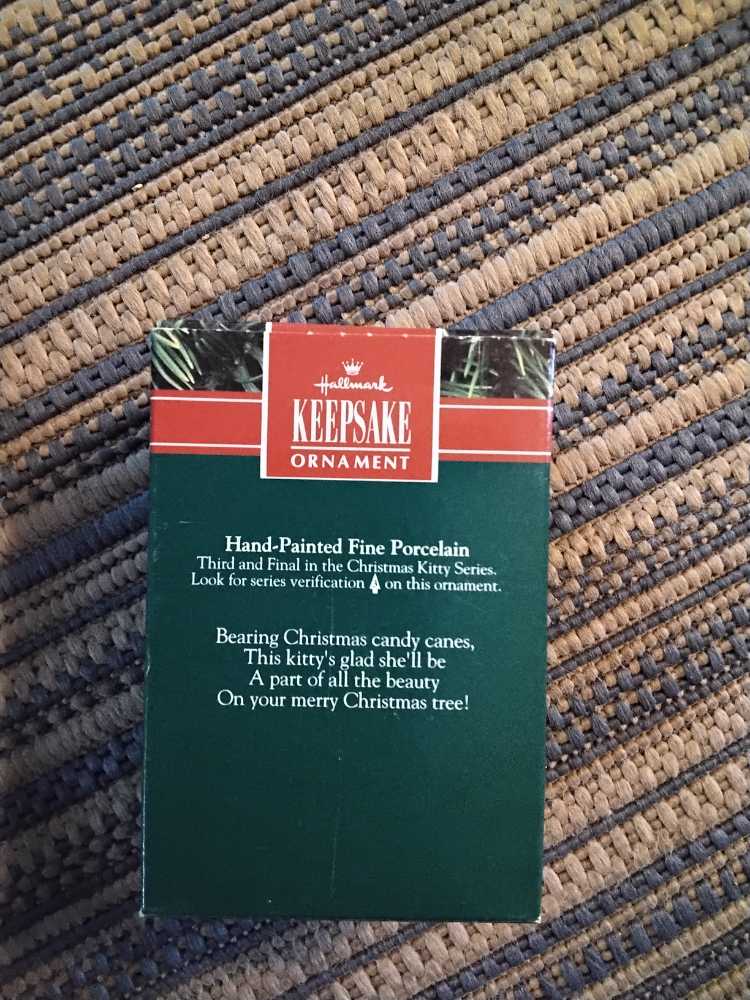 Hallmark
KEEPSAKE
ORNAMENT
Hand-Painted Fine Porcelain
Third and Final in the Christmas Kitty Series.
Look for series verification on this ornament.
Bearing Christmas candy canes,
This kitty's glad she'll be
A part of all the beauty
On your merry Christmas tree!